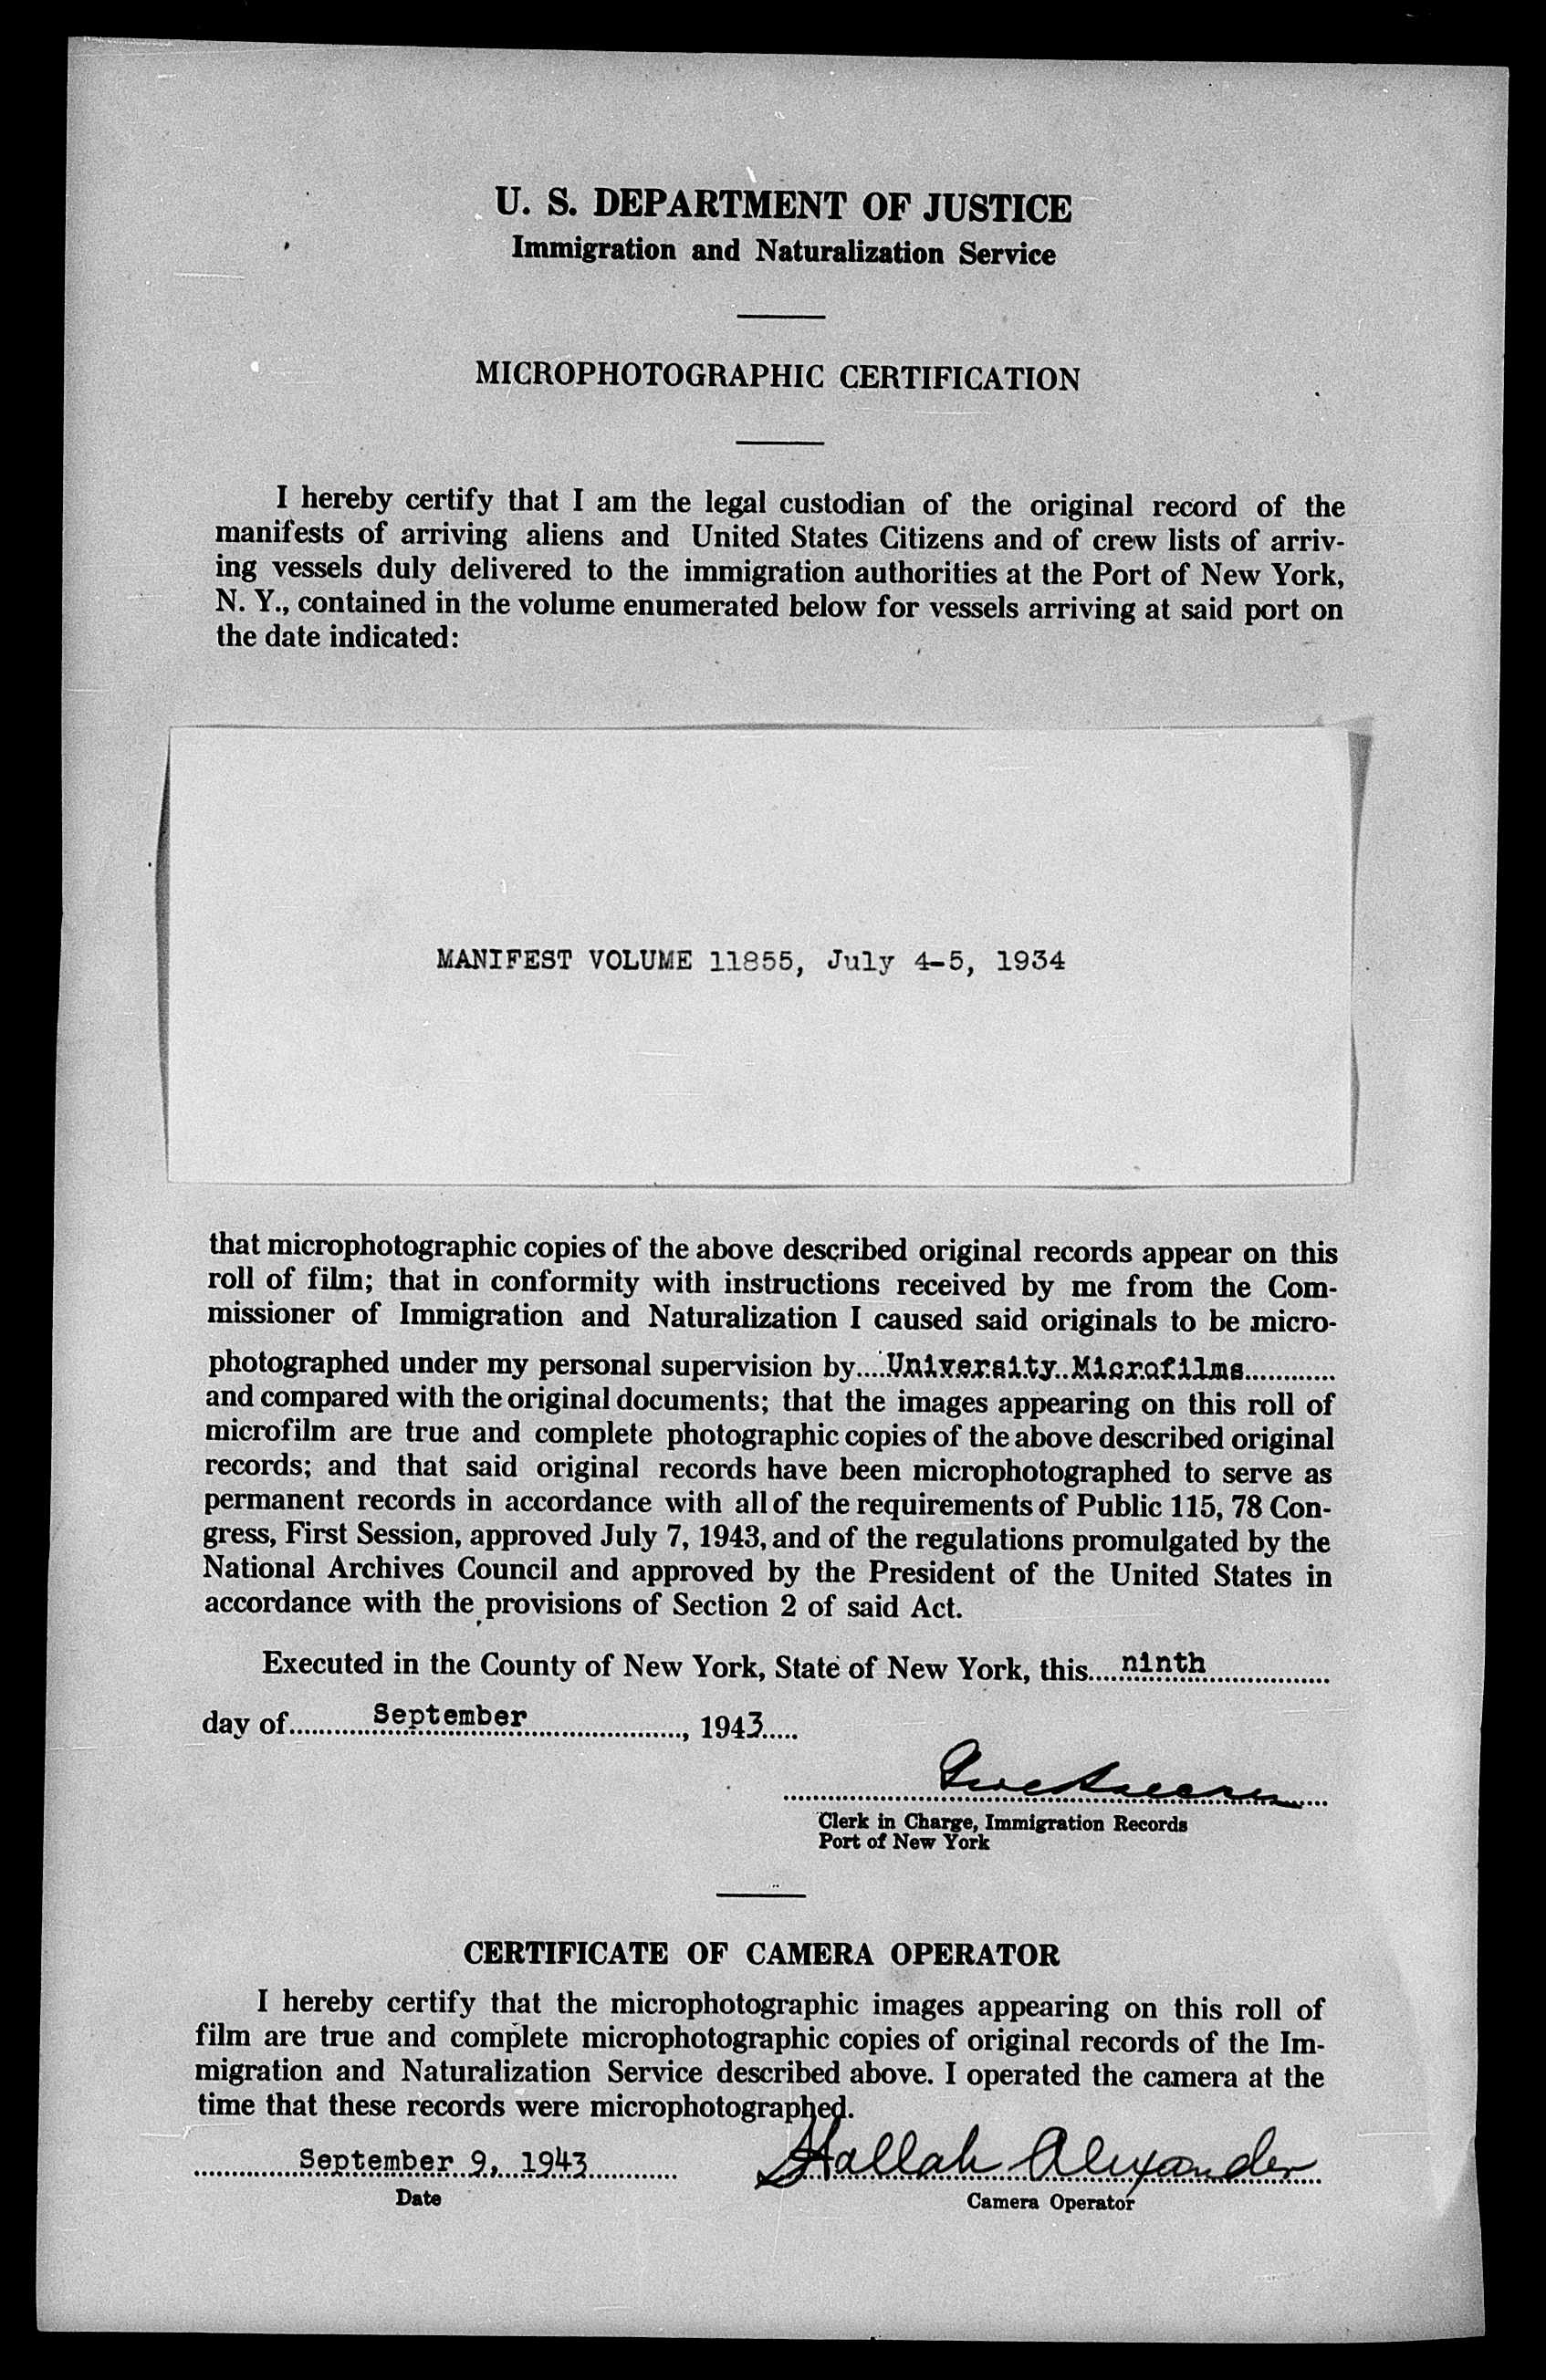 U. S. DEPARTMENT OF JUSTICE
Immigration and Naturalization Service
MICROPHOTOGRAPHIC CERTIFICATION
I hereby certify that I am the legal custodian of the original record of the
manifests of arriving aliens and United States Citizens and of crew lists of arriv-
ing vessels duly delivered to the immigration authorities at the Port of New York,
N. Y., contained in the volume enumerated below for vessels arriving at said port on
the date indicated:
MANIFEST VOLUME 11855, July 4-5, 1934
that microphotographic copies of the above described original records appear on this
roll of film; that in conformity with instructions received by me from the Com-
missioner of Immigration and Naturalization I caused said originals to be micro-
photographed under my personal supervision by....University Microfilms............
and compared with the original documents; that the images appearing on this roll of
microfilm are true and complete photographic copies of the above described original
records; and that said original records have been microphotographed to serve as
permanent records in accordance with all of the requirements of Public 115, 78 Con-
gress, First Session, approved July 7, 1943, and of the regulations promulgated by the
National Archives Council and approved by the President of the United States in
accordance with the provisions of Section 2 of said Act.
Executed in the County of New York, State of New York, this....ninth................
day of...........September...................., 1943.....
Clerk in Charge, Immigration Records
Port of New York
CERTIFICATE OF CAMERA OPERATOR
I hereby certify that the microphotographic images appearing on this roll of
film are true and complete microphotographic copies of original records of the Im-
migration and Naturalization Service described above. I operated the camera at the
time that these records were microphotographed.
September 9, 1943 Hallah Alexander
Date Camera Operator